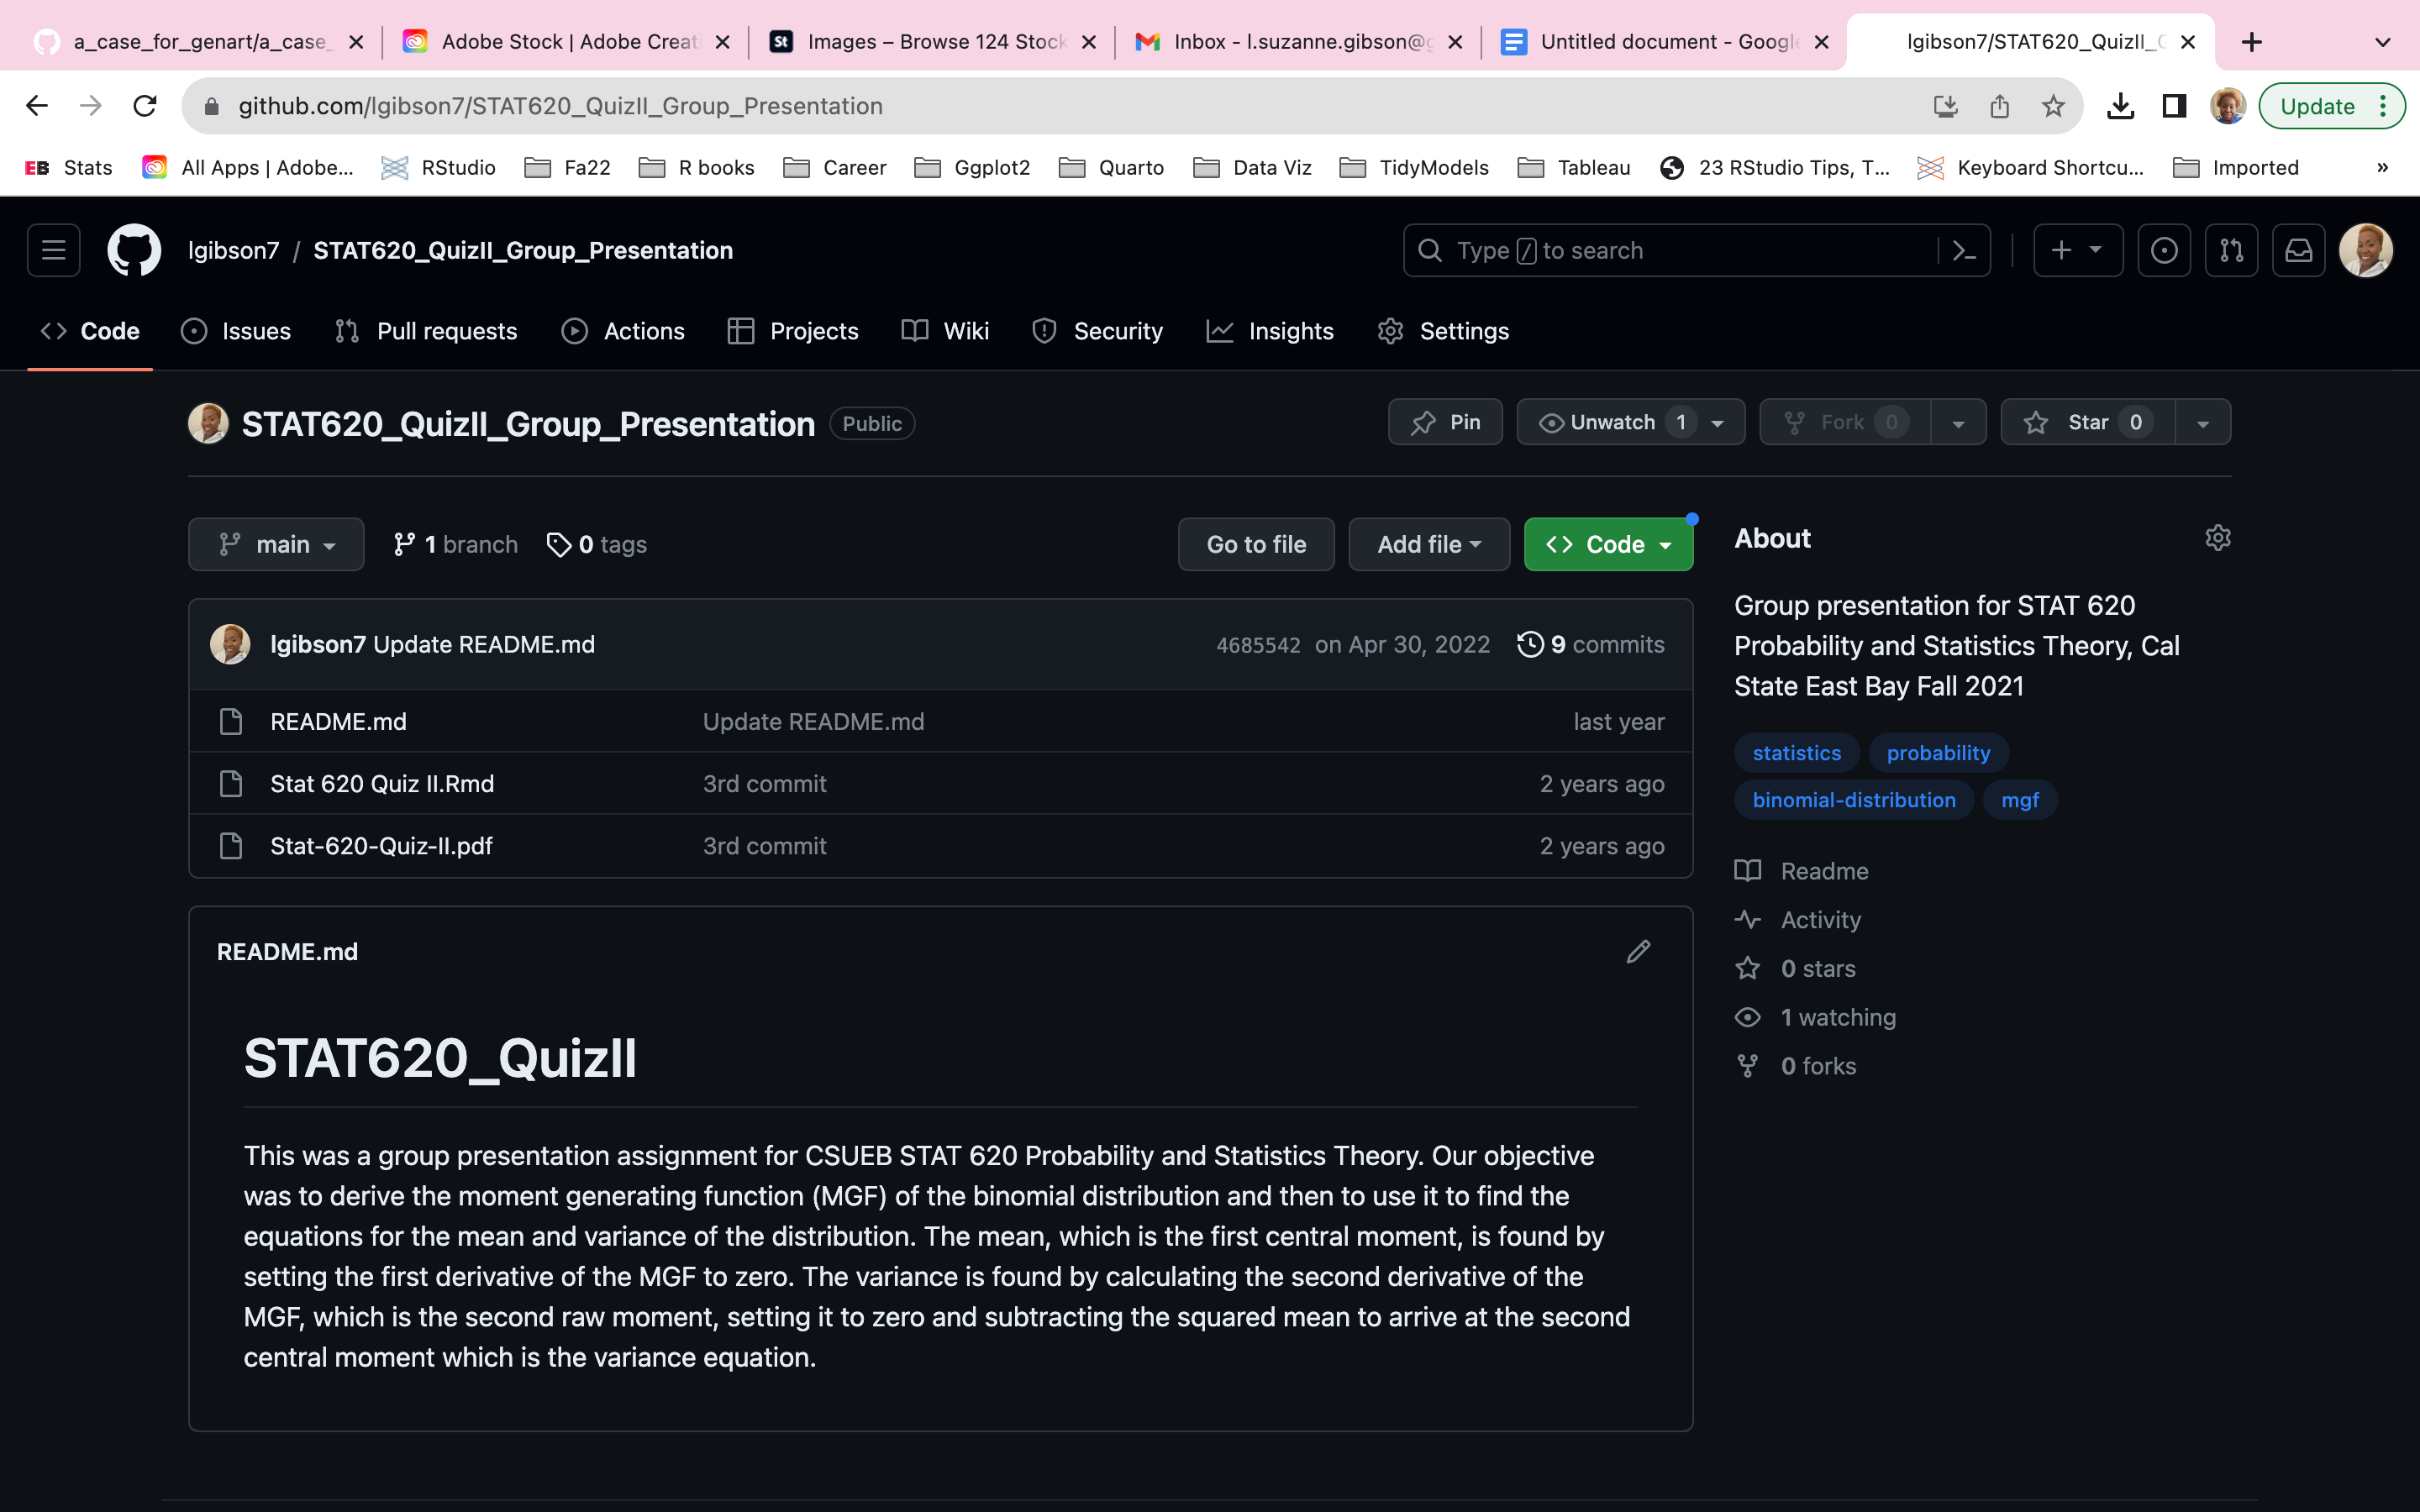 a_case_for_genart/a_case_
Adobe Stock | Adobe Creati
St Images – Browse 124 Stock
Inbox - l.suzanne.gibson@g
Untitled document - Google
lgibson7/STAT620_QuizII_G
github.com/lgibson7/STAT620_QuizII_Group_Presentation
Update
EB Stats
All Apps | Adobe...
RStudio
Fa22
R books
Career
Ggplot2
Quarto
Data Viz
TidyModels
Tableau
23 RStudio Tips, T...
Keyboard Shortcu...
Imported
»
lgibson7 / STAT620_QuizII_Group_Presentation
Type / to search
Code
Issues
Pull requests
Actions
Projects
Wiki
Security
Insights
Settings
STAT620_QuizII_Group_Presentation Public
Pin
Unwatch 1
Fork 0
Star 0
main
1 branch
0 tags
Go to file
Add file
Code
lgibson7 Update README.md 4685542 on Apr 30, 2022 9 commits
README.md Update README.md last year
Stat 620 Quiz II.Rmd 3rd commit 2 years ago
Stat-620-Quiz-II.pdf 3rd commit 2 years ago
README.md
STAT620_QuizII
This was a group presentation assignment for CSUEB STAT 620 Probability and Statistics Theory. Our objective
was to derive the moment generating function (MGF) of the binomial distribution and then to use it to find the
equations for the mean and variance of the distribution. The mean, which is the first central moment, is found by
setting the first derivative of the MGF to zero. The variance is found by calculating the second derivative of the
MGF, which is the second raw moment, setting it to zero and subtracting the squared mean to arrive at the second
central moment which is the variance equation.
About
Group presentation for STAT 620
Probability and Statistics Theory, Cal
State East Bay Fall 2021
statistics probability
binomial-distribution mgf
Readme
Activity
0 stars
1 watching
0 forks